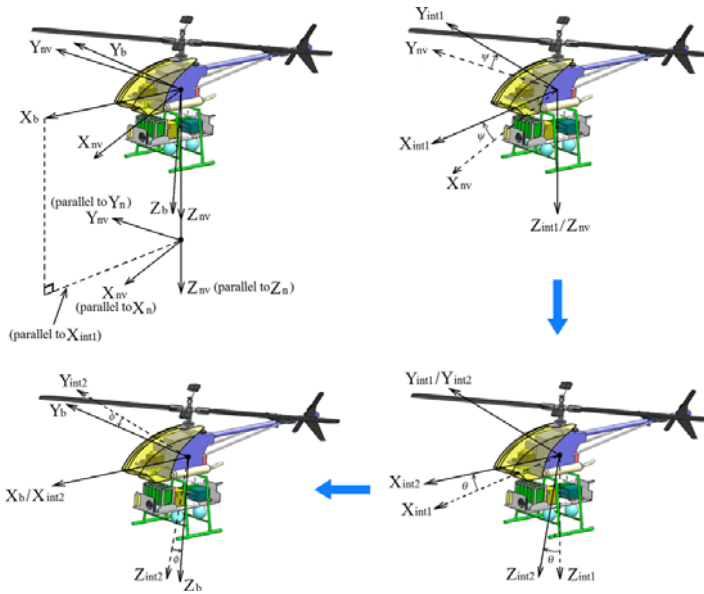 Ynv
Yb
Xb
Xnv
Zb
Znv
(parallel to Yn)
Ynv
Xnv
(parallel to Xn)
Znv (parallel to Zn)
(parallel to Xint1)
Yint1
Ynv
ψ
Xint1
ψ
Xnv
Zint1/Znv
Yint2
Yb
ϕ
Xb/Xint2
Zint2
ϕ
Zb
Yint1/Yint2
Xint2
θ
Xint1
Zint2
θ
Zint1